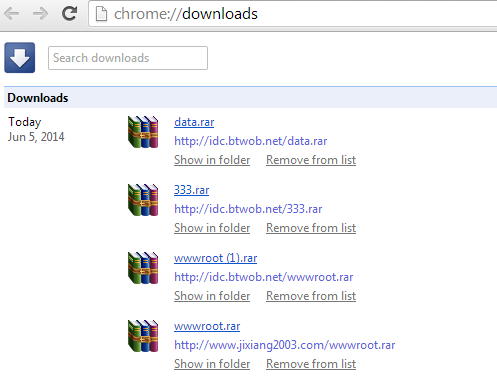 chrome://downloads
Search downloads
Downloads
Today
Jun 5, 2014
data.rar
http://idc.btwob.net/data.rar
Show in folder Remove from list
333.rar
http://idc.btwob.net/333.rar
Show in folder Remove from list
wwwroot (1).rar
http://idc.btwob.net/wwwroot.rar
Show in folder Remove from list
wwwroot.rar
http://www.jixiang2003.com/wwwroot.rar
Show in folder Remove from list